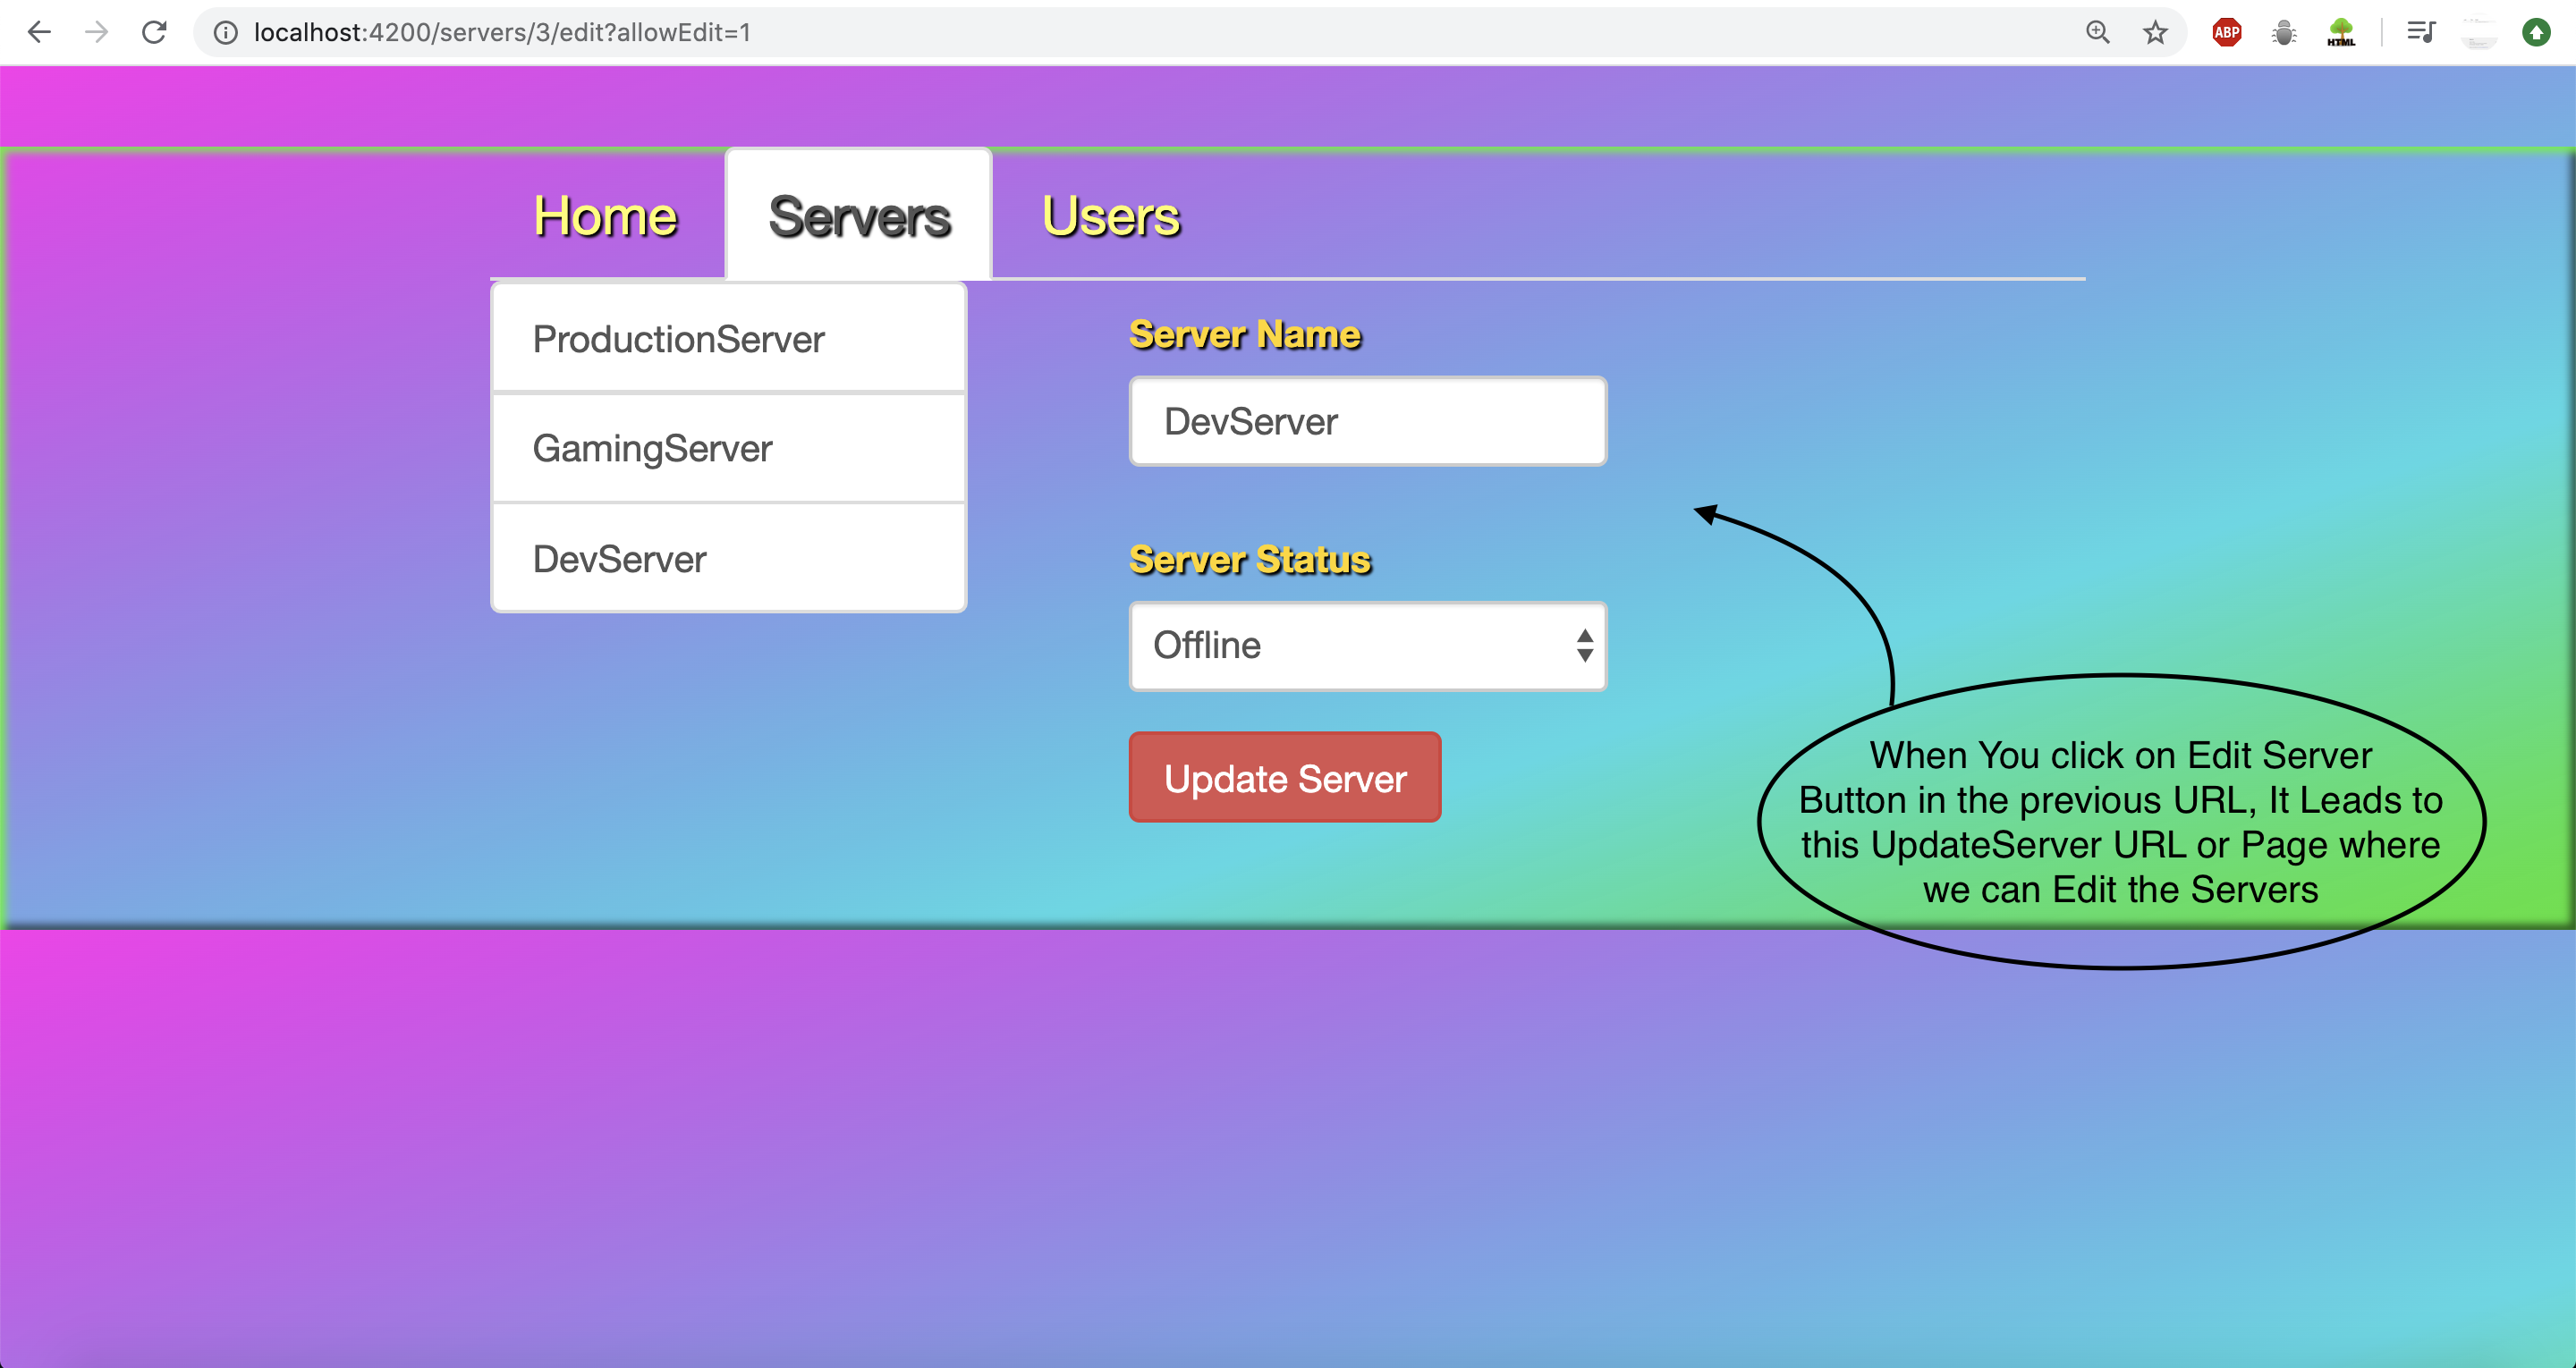 localhost:4200/servers/3/edit?allowEdit=1
ABP
HTML
Home
Servers
Users
ProductionServer
GamingServer
DevServer
Server Name
DevServer
Server Status
Offline
Update Server
When You click on Edit Server
Button in the previous URL, It Leads to
this UpdateServer URL or Page where
we can Edit the Servers